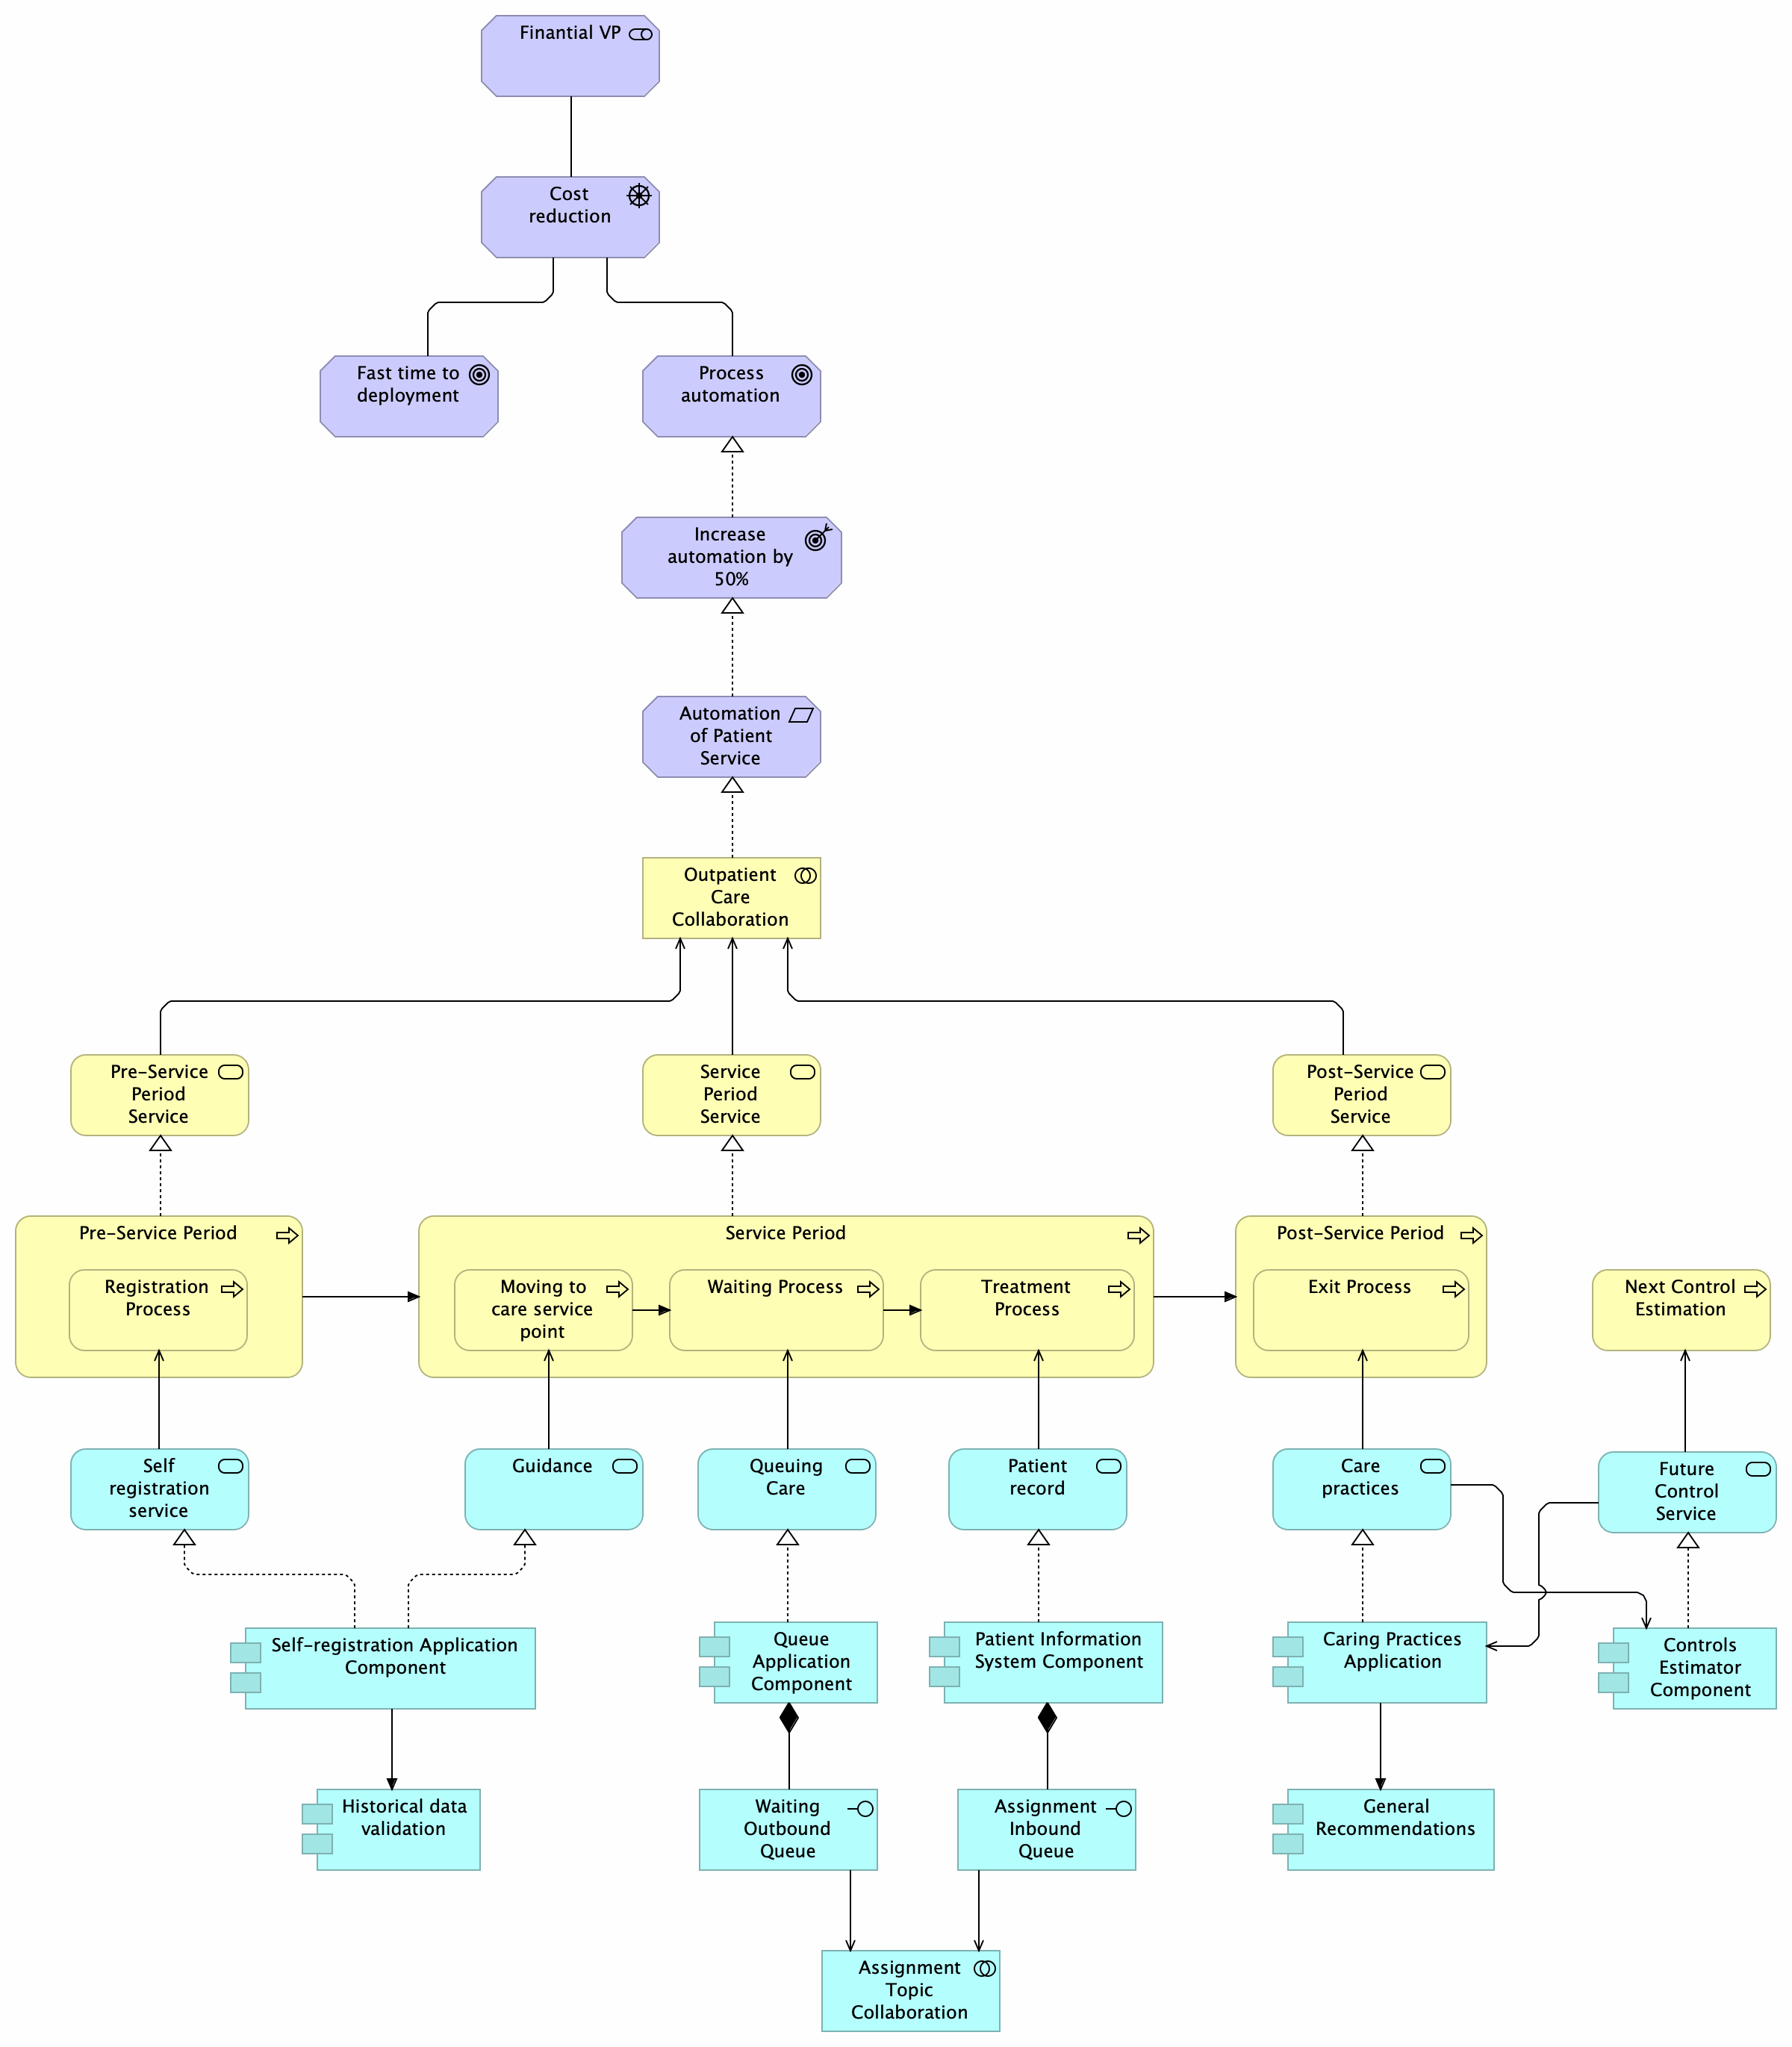 Finantial VP
Cost
reduction
Fast time to
deployment
Process
automation
Increase
automation by
50%
Automation
of Patient
Service
Outpatient
Care
Collaboration
Pre-Service
Period
Service
Service
Period
Service
Post-Service
Period
Service
Pre-Service Period
Registration
Process
Service Period
Moving to
care service
point
Waiting Process
Treatment
Process
Post-Service Period
Exit Process
Next Control
Estimation
Self
registration
service
Guidance
Queuing
Care
Patient
record
Care
practices
Future
Control
Service
Self-registration Application
Component
Queue
Application
Component
Patient Information
System Component
Caring Practices
Application
Controls
Estimator
Component
Historical data
validation
Waiting
Outbound
Queue
Assignment
Inbound
Queue
General
Recommendations
Assignment
Topic
Collaboration